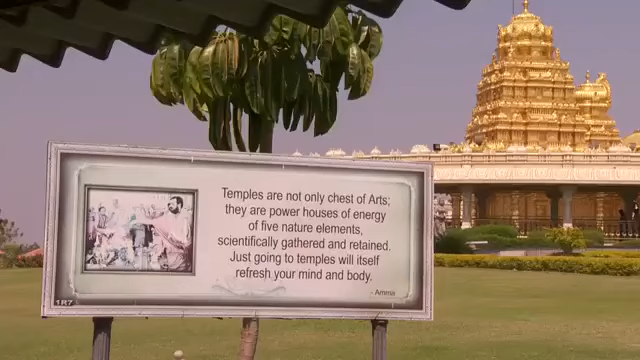 Temples are not only chest of Arts;
they are power houses of energy
of five nature elements,
scientifically gathered and retained.
Just going to temples will itself
refresh your mind and body.
- Amma
1R7